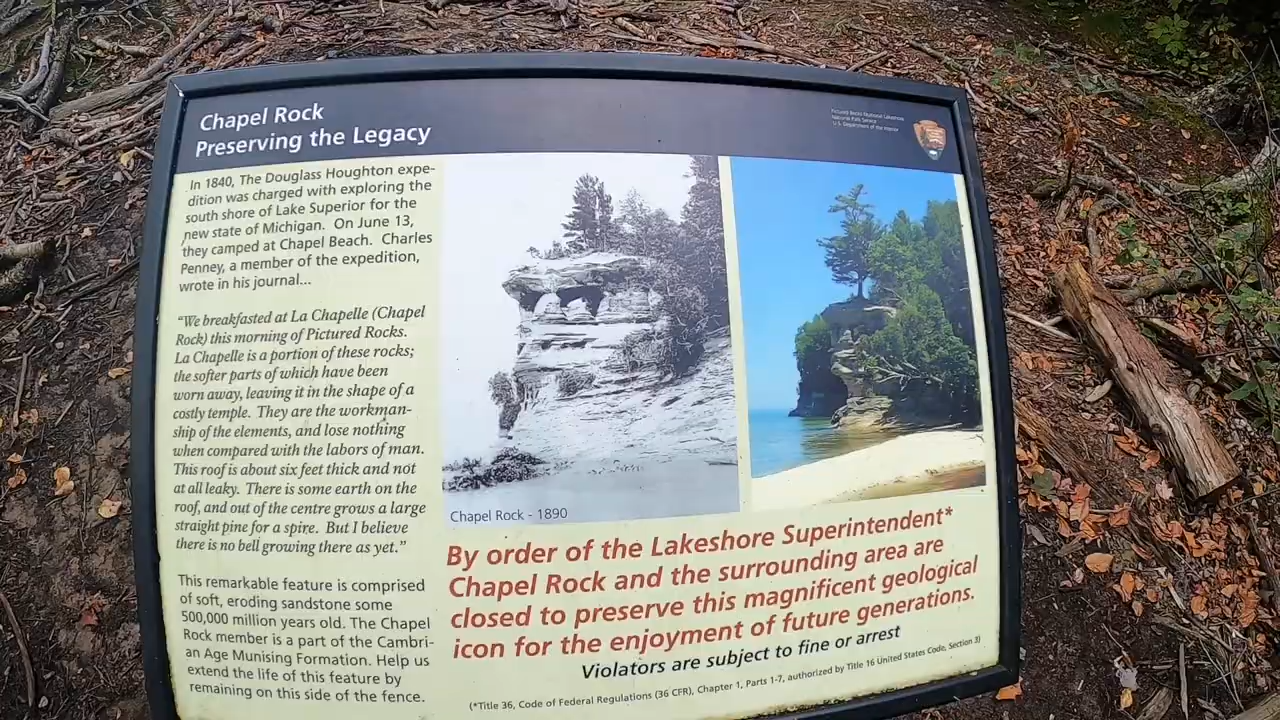 Chapel Rock
Preserving the Legacy
Pictured Rocks National Lakeshore
National Park Service
U.S. Department of the Interior
In 1840, The Douglass Houghton expe-
dition was charged with exploring the
south shore of Lake Superior for the
new state of Michigan. On June 13,
they camped at Chapel Beach. Charles
Penney, a member of the expedition,
wrote in his journal...
“We breakfasted at La Chapelle (Chapel
Rock) this morning of Pictured Rocks.
La Chapelle is a portion of these rocks;
the softer parts of which have been
worn away, leaving it in the shape of a
costly temple. They are the workman-
ship of the elements, and lose nothing
when compared with the labors of man.
This roof is about six feet thick and not
at all leaky. There is some earth on the
roof, and out of the centre grows a large
straight pine for a spire. But I believe
there is no bell growing there as yet.”
This remarkable feature is comprised
of soft, eroding sandstone some
500,000 million years old. The Chapel
Rock member is a part of the Cambri-
an Age Munising Formation. Help us
extend the life of this feature by
remaining on this side of the fence.
Chapel Rock - 1890
By order of the Lakeshore Superintendent*
Chapel Rock and the surrounding area are
closed to preserve this magnificent geological
icon for the enjoyment of future generations.
Violators are subject to fine or arrest
(*Title 36, Code of Federal Regulations (36 CFR), Chapter 1, Parts 1-7, authorized by Title 16 United States Code, Section 3)